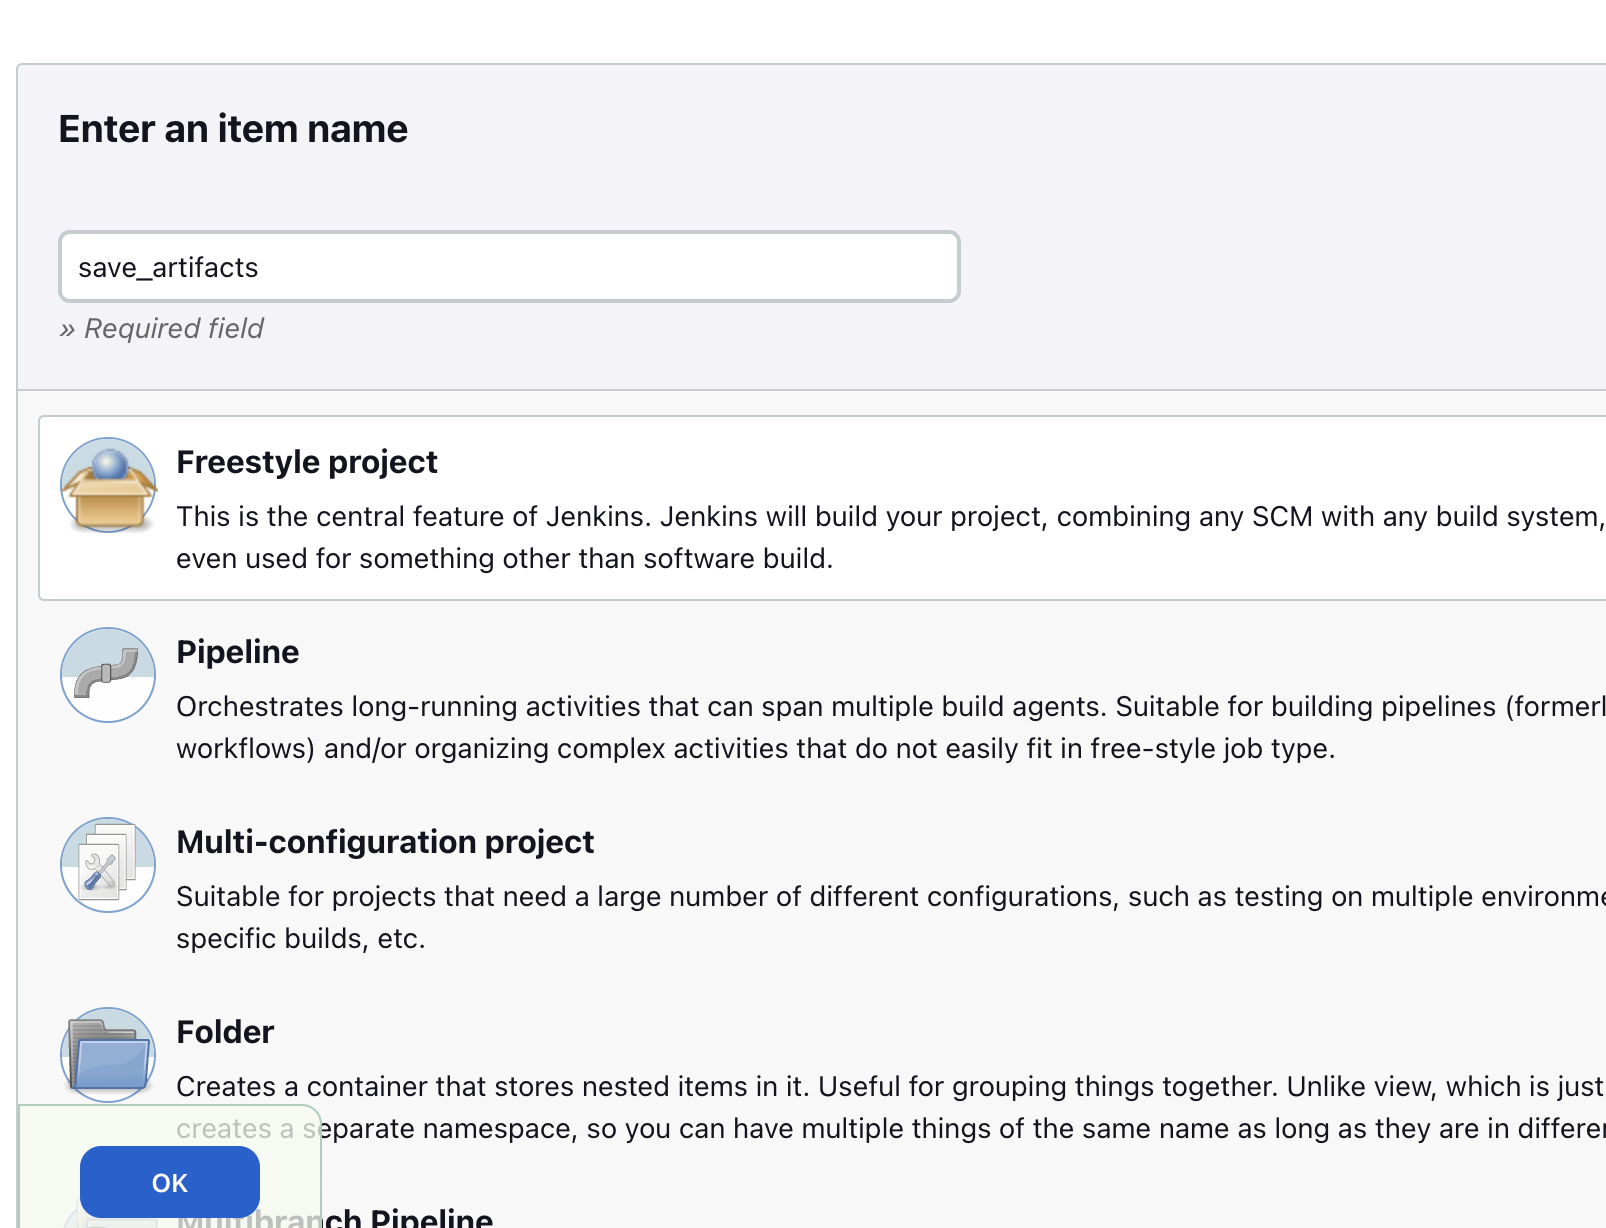 Enter an item name
save_artifacts
» Required field
Freestyle project
This is the central feature of Jenkins. Jenkins will build your project, combining any SCM with any build system,
even used for something other than software build.
Pipeline
Orchestrates long-running activities that can span multiple build agents. Suitable for building pipelines (formerl
workflows) and/or organizing complex activities that do not easily fit in free-style job type.
Multi-configuration project
Suitable for projects that need a large number of different configurations, such as testing on multiple environme
specific builds, etc.
Folder
Creates a container that stores nested items in it. Useful for grouping things together. Unlike view, which is just
creates a separate namespace, so you can have multiple things of the same name as long as they are in differe
OK
Multibranch Pipeline